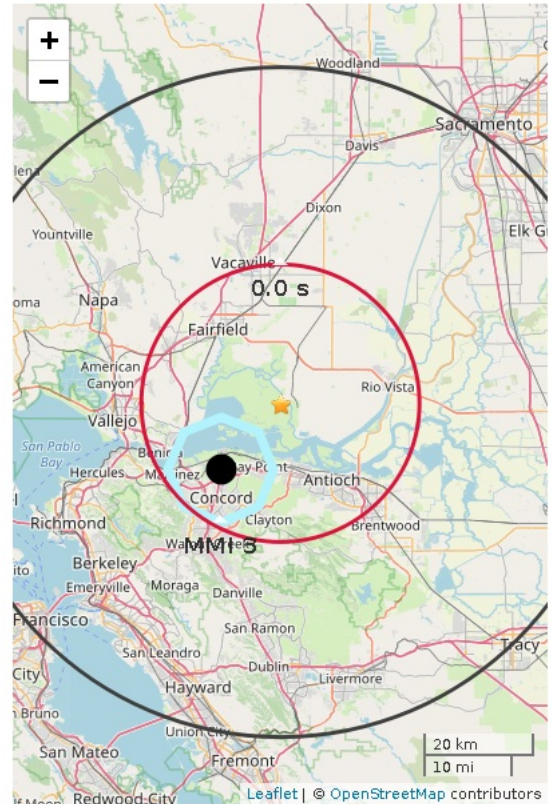 +
−
Woodland
Sacramento
Davis
Dixon
Elk G
Yountville
Vacaville
0.0 s
Napa
Fairfield
American
Canyon
Rio Vista
Vallejo
San Pablo
Bay
Benicia
Hercules
Martinez
Bay Point
Antioch
Concord
Richmond
Clayton
Brentwood
MMI 3
Berkeley
Emeryville
Moraga
Danville
Francisco
San Ramon
Tracy
San Leandro
City
Dublin
Livermore
Hayward
Bruno
Union City
San Mateo
Fremont
20 km
10 mi
Redwood City
Leaflet | © OpenStreetMap contributors